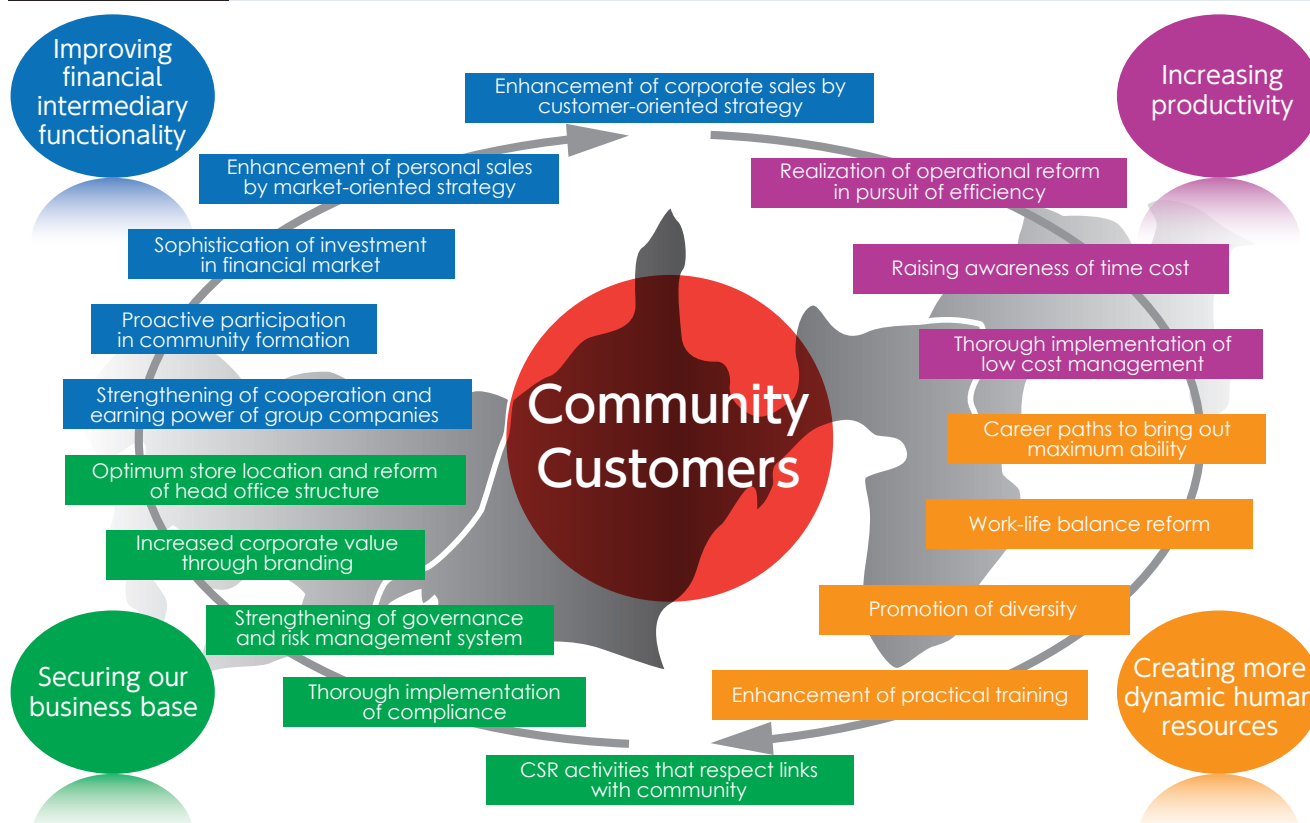 Improving
financial
intermediary
functionality
Increasing
productivity
Enhancement of corporate sales by
customer-oriented strategy
Enhancement of personal sales
by market-oriented strategy
Sophistication of investment
in financial market
Proactive participation
in community formation
Strengthening of cooperation and
earning power of group companies
Realization of operational reform
in pursuit of efficiency
Raising awareness of time cost
Thorough implementation of
low cost management
Community
Customers
Optimum store location and reform
of head office structure
Increased corporate value
through branding
Strengthening of governance
and risk management system
Thorough implementation
of compliance
CSR activities that respect links
with community
Career paths to bring out
maximum ability
Work-life balance reform
Promotion of diversity
Enhancement of practical training
Securing our
business base
Creating more
dynamic human
resources